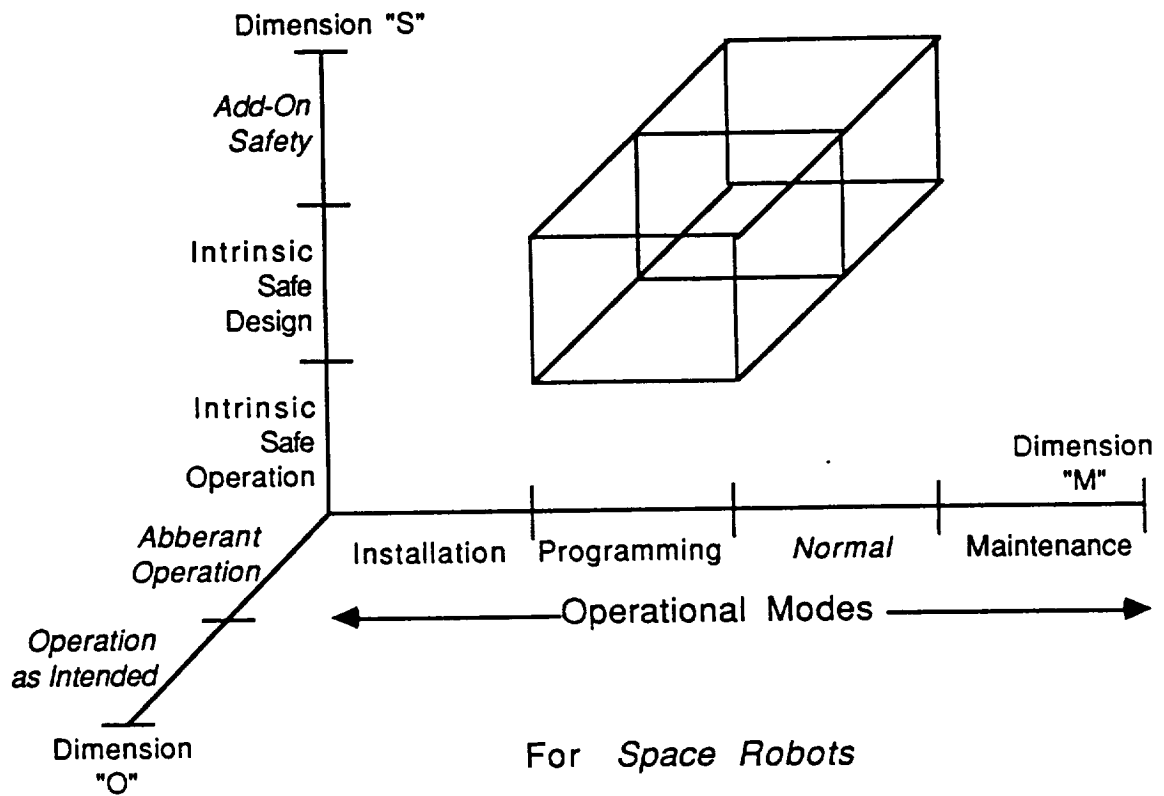 Dimension "S"
Add-On
Safety
Intrinsic
Safe
Design
Intrinsic
Safe
Operation
Dimension
"M"
Abberant
Operation
Installation
Programming
Normal
Maintenance
Operational Modes
Operation
as Intended
Dimension
"O"
For Space Robots